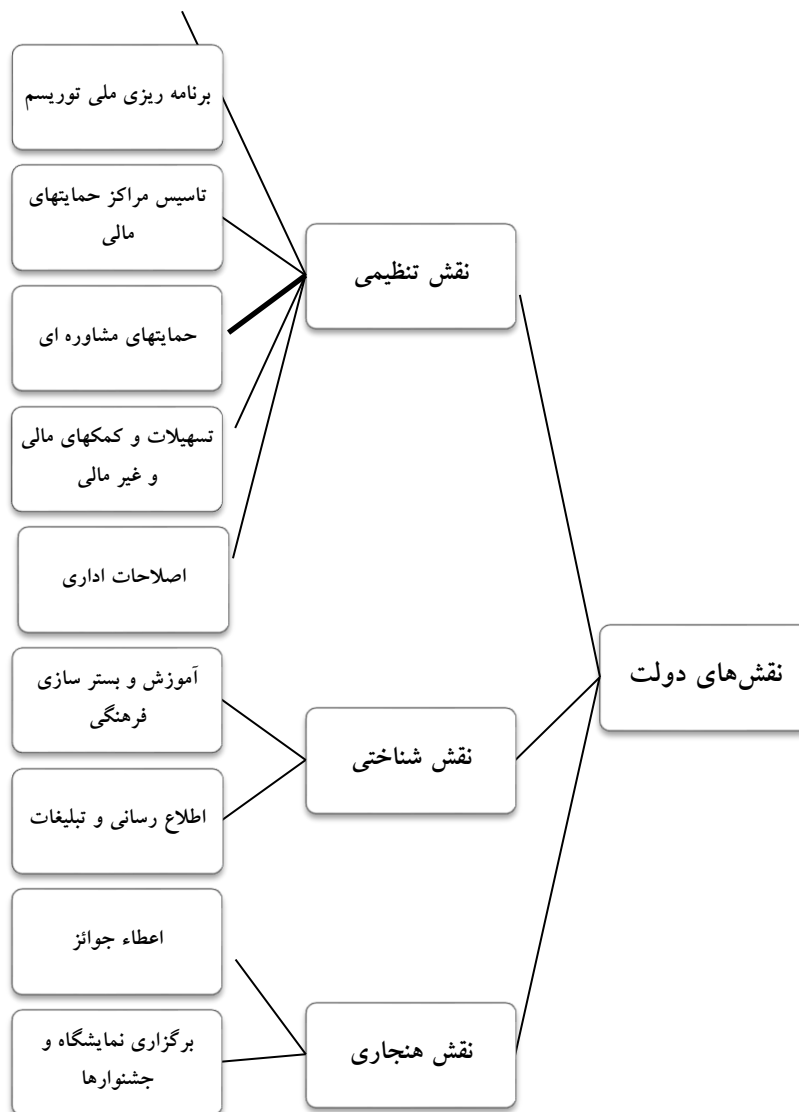 نقش‌های دولت
نقش تنظیمی
برنامه ریزی ملی توریسم
تاسیس مراکز حمایتهای
مالی
حمایتهای مشاوره ای
تسهیلات و کمکهای مالی
و غیر مالی
اصلاحات اداری
نقش شناختی
آموزش و بستر سازی
فرهنگی
اطلاع رسانی و تبلیغات
نقش هنجاری
اعطاء جوائز
برگزاری نمایشگاه و
جشنوارها